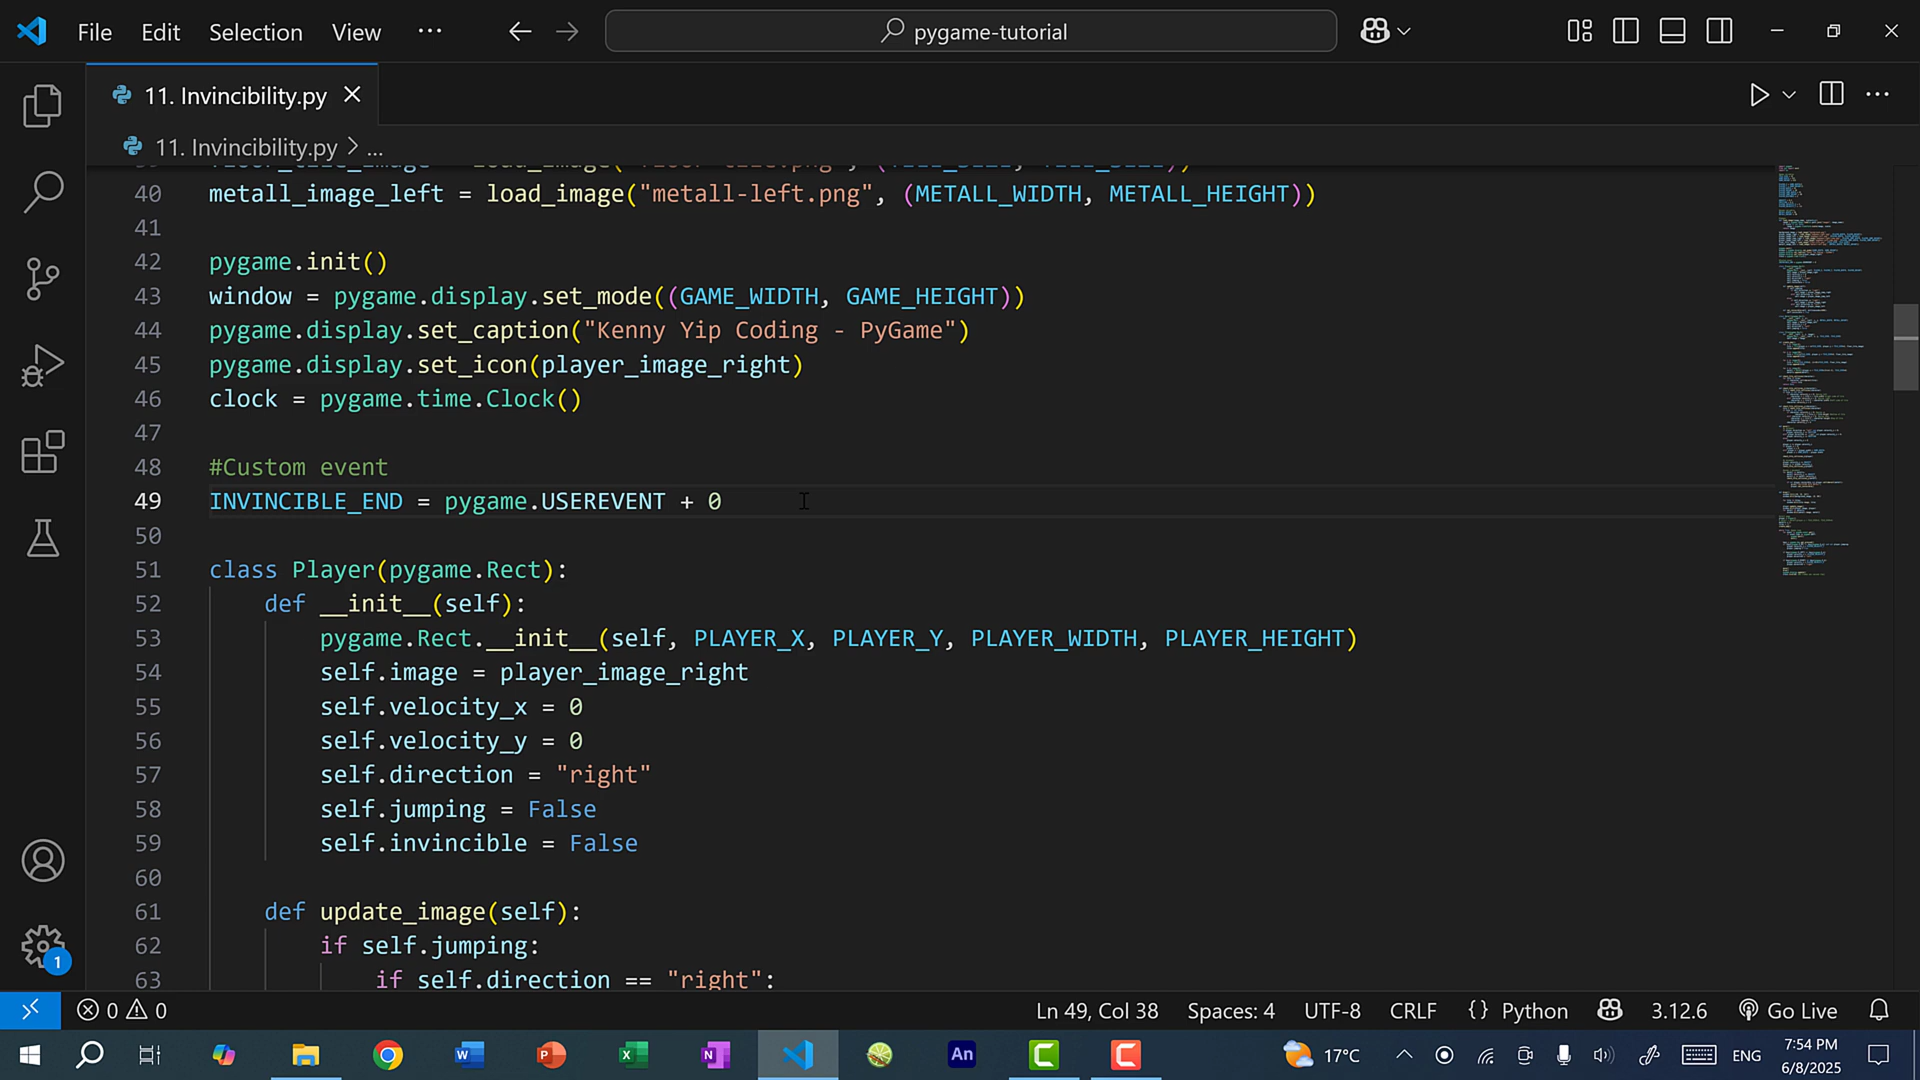 File Edit Selection View ··· pygame-tutorial
11. Invincibility.py
11. Invincibility.py > ...
40 metall_image_left = load_image("metall-left.png", (METALL_WIDTH, METALL_HEIGHT))
41
42 pygame.init()
43 window = pygame.display.set_mode((GAME_WIDTH, GAME_HEIGHT))
44 pygame.display.set_caption("Kenny Yip Coding - PyGame")
45 pygame.display.set_icon(player_image_right)
46 clock = pygame.time.Clock()
47
48 #Custom event
49 INVINCIBLE_END = pygame.USEREVENT + 0
50
51 class Player(pygame.Rect):
52 def __init__(self):
53 pygame.Rect.__init__(self, PLAYER_X, PLAYER_Y, PLAYER_WIDTH, PLAYER_HEIGHT)
54 self.image = player_image_right
55 self.velocity_x = 0
56 self.velocity_y = 0
57 self.direction = "right"
58 self.jumping = False
59 self.invincible = False
60
61 def update_image(self):
62 if self.jumping:
63 if self.direction == "right":
1
0 0 Ln 49, Col 38 Spaces: 4 UTF-8 CRLF {} Python 3.12.6 Go Live
An 17°C ENG 7:54 PM
6/8/2025